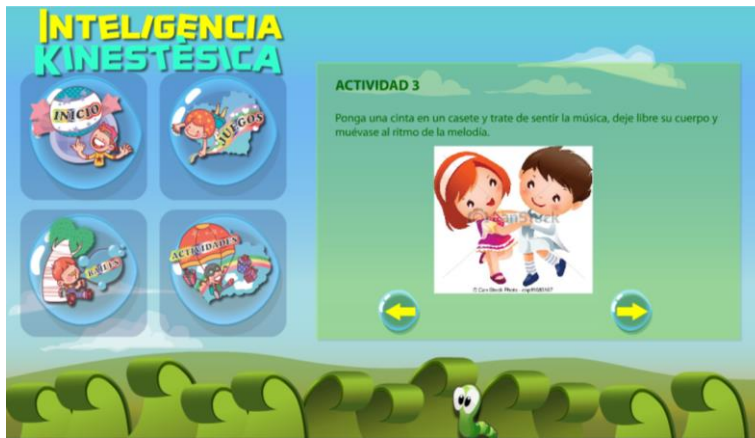 INTELIGENCIA
KINESTÉSICA
INICIO
JUEGOS
ACTIVIDADES
ACTIVIDAD 3
Ponga una cinta en un casete y trate de sentir la música, deje libre su cuerpo y
muévase al ritmo de la melodía.
CanStock